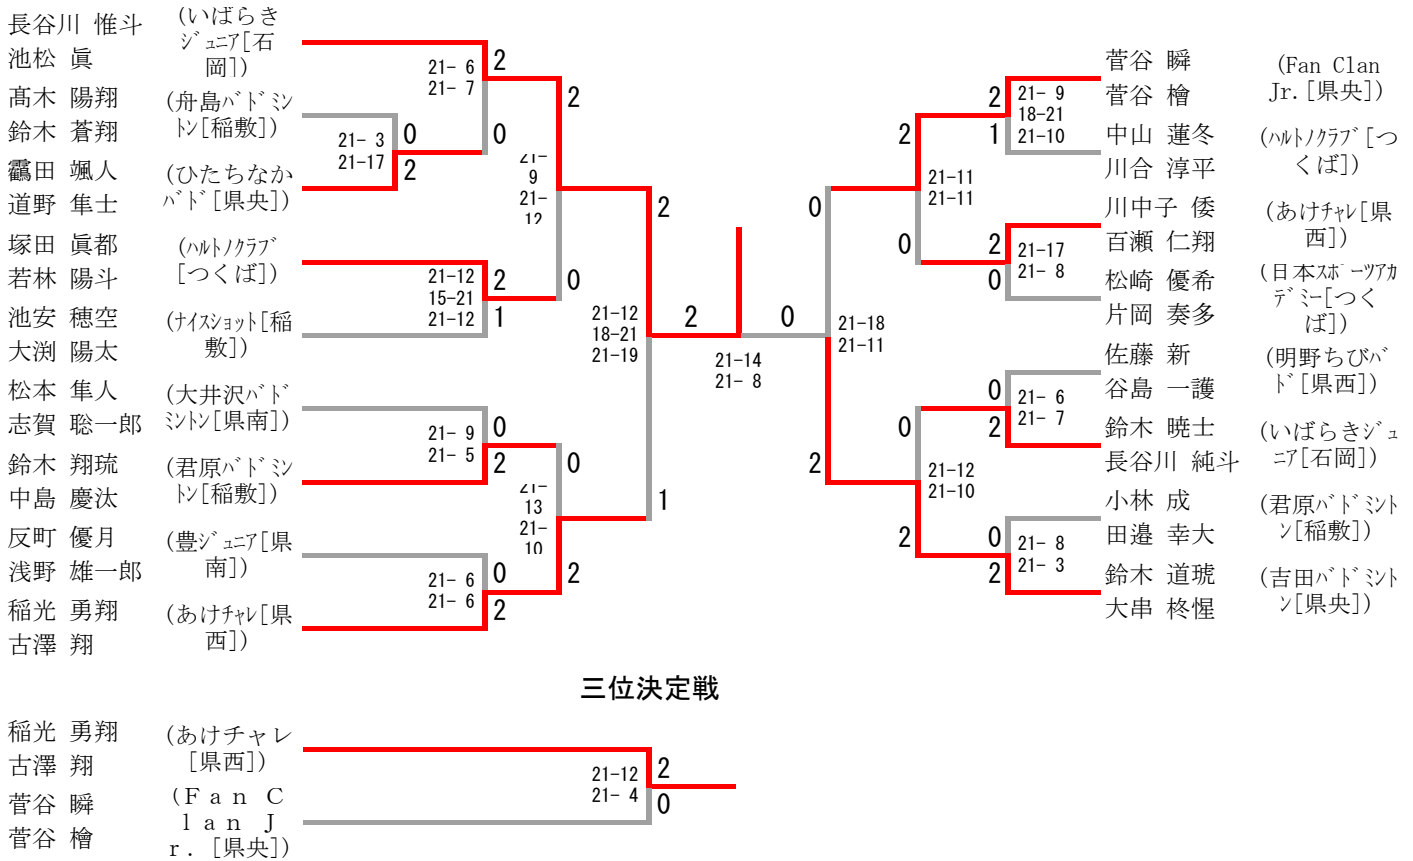 長谷川 惟斗
池松 眞
(いばらき
ｼﾞｭﾆｱ[石
岡])
髙木 陽翔
鈴木 蒼翔
(舟島ﾊﾞﾄﾞﾐﾝ
ﾄﾝ[稲敷])
靍田 颯人
道野 隼士
(ひたちなか
ﾊﾞﾄﾞ[県央])
塚田 眞都
若林 陽斗
(ﾊﾙﾄﾉｸﾗﾌﾞ
[つくば])
池安 穂空
大渕 陽太
(ﾅｲｽｼｮｯﾄ[稲
敷])
松本 隼人
志賀 聡一郎
(大井沢ﾊﾞﾄﾞ
ﾐﾝﾄﾝ[県南])
鈴木 翔琉
中島 慶汰
(君原ﾊﾞﾄﾞﾐﾝ
ﾄﾝ[稲敷])
反町 優月
浅野 雄一郎
(豊ｼﾞｭﾆｱ[県
南])
稲光 勇翔
古澤 翔
(あけﾁｬﾚ[県
西])
21- 6
21- 7
2
0
21- 3
21-17
0
2
21-12
15-21
21-12
2
1
21- 9
21- 5
0
2
21- 6
21- 6
0
2
21-
9
21-
12
2
0
21-
13
21-
10
0
2
21-12
18-21
21-19
2
1
2
0
21-14
21- 8
21-18
21-11
0
2
21-11
21-11
2
0
21-12
21-10
0
2
21- 9
18-21
21-10
2
1
21-17
21- 8
2
0
21- 6
21- 7
0
2
21- 8
21- 3
0
2
菅谷 瞬
菅谷 檜
(Fan Clan
Jr.[県央])
中山 蓮冬
川合 淳平
(ﾊﾙﾄﾉｸﾗﾌﾞ[つ
くば])
川中子 倭
百瀬 仁翔
(あけﾁｬﾚ[県
西])
松崎 優希
片岡 奏多
(日本ｽﾎﾟｰﾂｱｶ
ﾃﾞﾐｰ[つく
ば])
佐藤 新
谷島 一護
(明野ちびﾊﾞ
ﾄﾞ[県西])
鈴木 暁士
長谷川 純斗
(いばらきｼﾞｭ
ﾆｱ[石岡])
小林 成
田邉 幸大
(君原ﾊﾞﾄﾞﾐﾝﾄ
ﾝ[稲敷])
鈴木 道琥
大串 柊惺
(吉田ﾊﾞﾄﾞﾐﾝﾄ
ﾝ[県央])
三位決定戦
稲光 勇翔
古澤 翔
(あけチャレ
[県西])
菅谷 瞬
菅谷 檜
(Ｆａｎ Ｃ
ｌａｎ Ｊ
ｒ．[県央])
21-12
21- 4
2
0